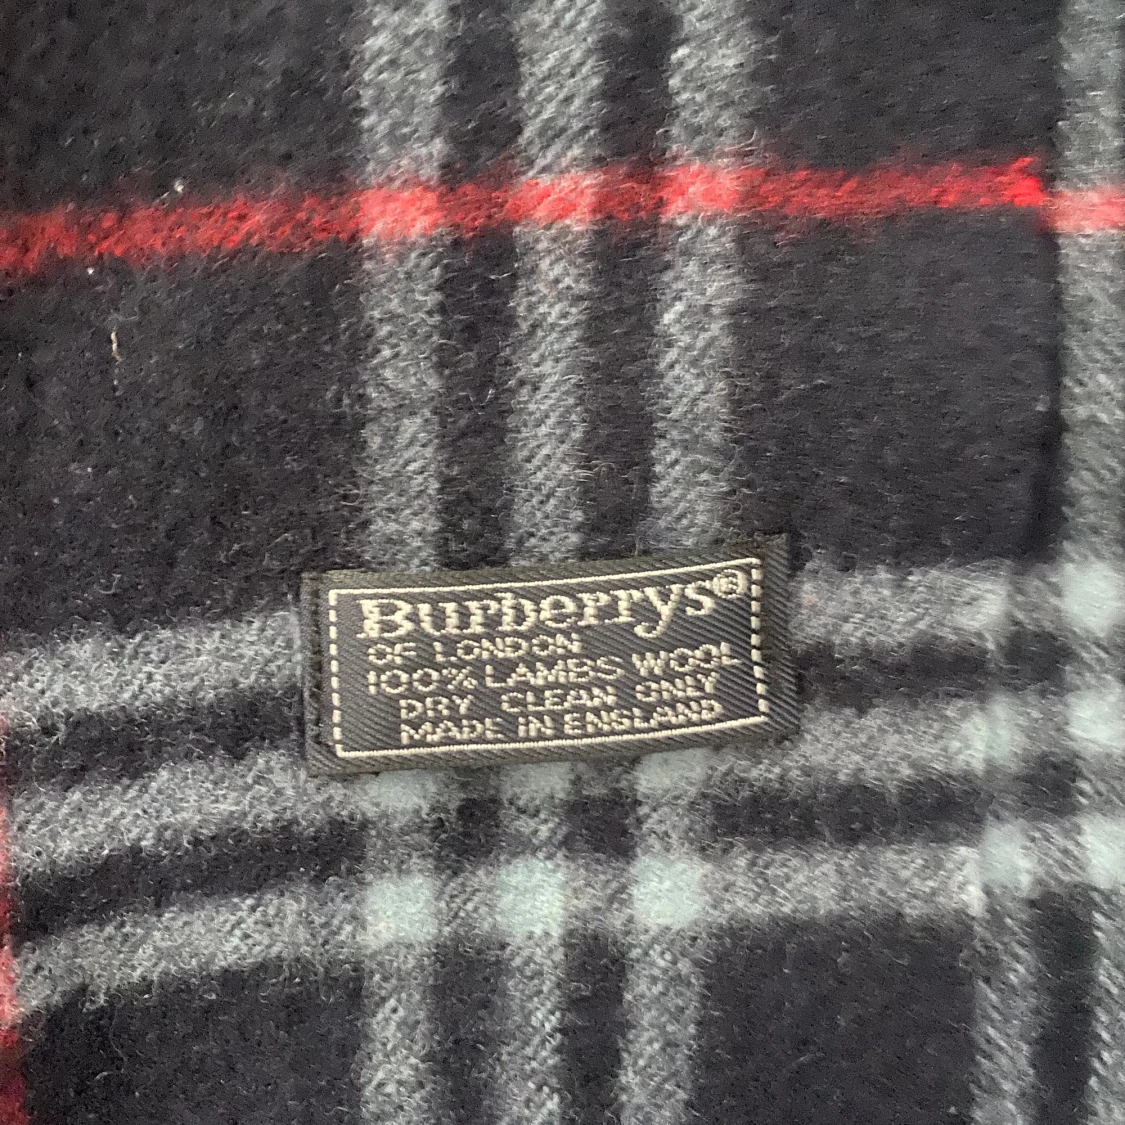 Burberrys®
OF LONDON
100% LAMBS WOOL
DRY CLEAN ONLY
MADE IN ENGLAND